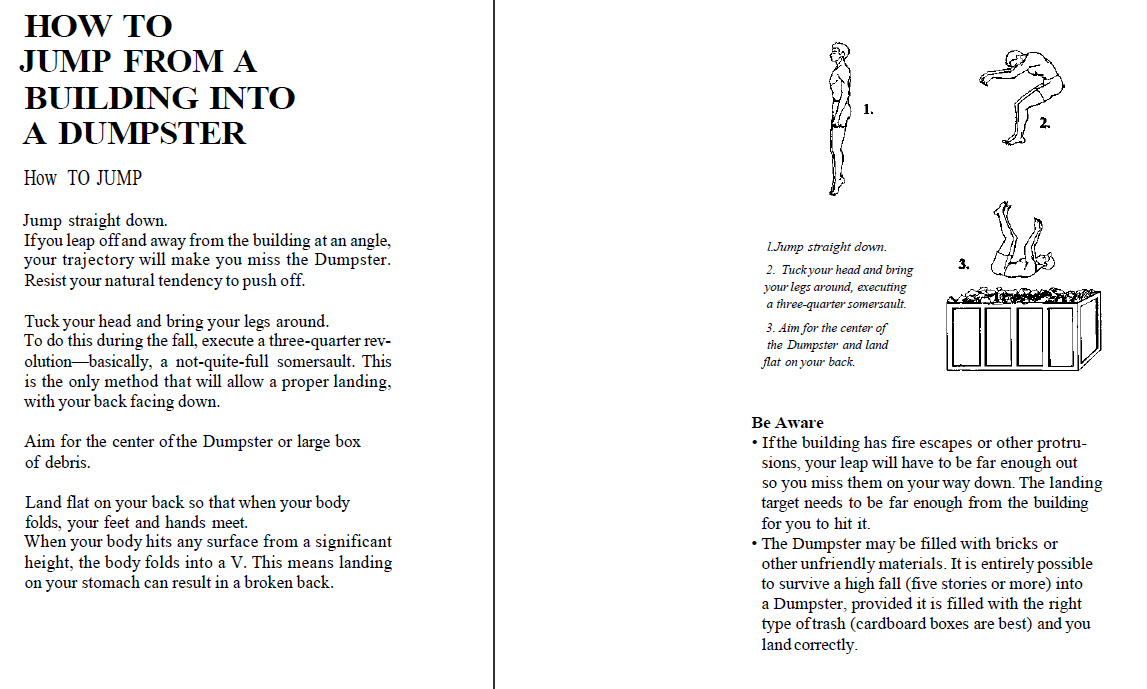 HOW TO
JUMP FROM A
BUILDING INTO
A DUMPSTER
How TO JUMP
Jump straight down.
Ifyou leap off and away from the building at an angle,
your trajectory will make you miss the Dumpster.
Resist your natural tendency to push off.
Tuck your head and bring your legs around.
To do this during the fall, execute a three-quarter rev-
olution—basically, a not-quite-full somersault. This
is the only method that will allow a proper landing,
with your back facing down.
Aim for the center of the Dumpster or large box
of debris.
Land flat on your back so that when your body
folds, your feet and hands meet.
When your body hits any surface from a significant
height, the body folds into a V. This means landing
on your stomach can result in a broken back.
1.
2.
3.
l.Jump straight down.
2. Tuck your head and bring
your legs around, executing
a three-quarter somersault.
3. Aim for the center of
the Dumpster and land
flat on your back.
Be Aware
• If the building has fire escapes or other protru-
sions, your leap will have to be far enough out
so you miss them on your way down. The landing
target needs to be far enough from the building
for you to hit it.
• The Dumpster may be filled with bricks or
other unfriendly materials. It is entirely possible
to survive a high fall (five stories or more) into
a Dumpster, provided it is filled with the right
type of trash (cardboard boxes are best) and you
land correctly.